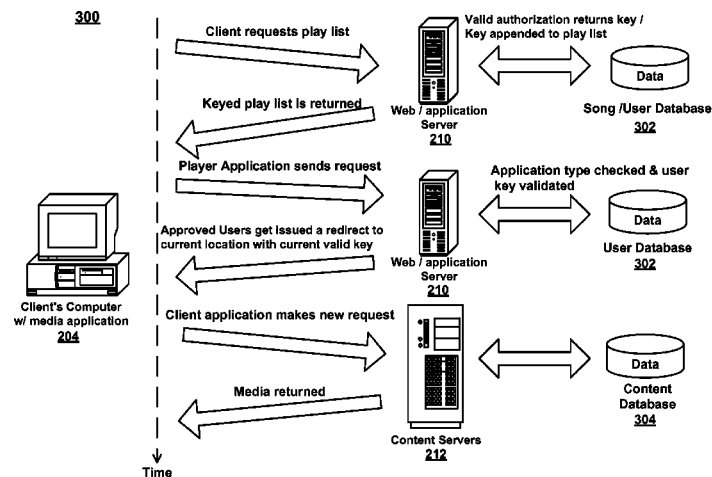 300
Client requests play list
Valid authorization returns key /
Key appended to play list
Data
Song /User Database
302
Web / application
Server
210
Keyed play list is returned
Player Application sends request
Application type checked & user
key validated
Data
User Database
302
Web / application
Server
210
Approved Users get issued a redirect to
current location with current valid key
Client's Computer
w/ media application
204
Client application makes new request
Data
Content
Database
304
Media returned
Content Servers
212
Time